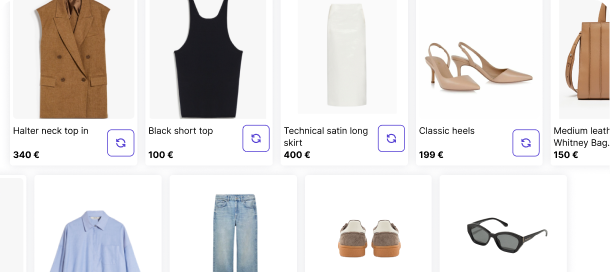 Halter neck top in
340 €
Black short top
100 €
Technical satin long
skirt
400 €
Classic heels
199 €
Medium leath
Whitney Bag.
150 €